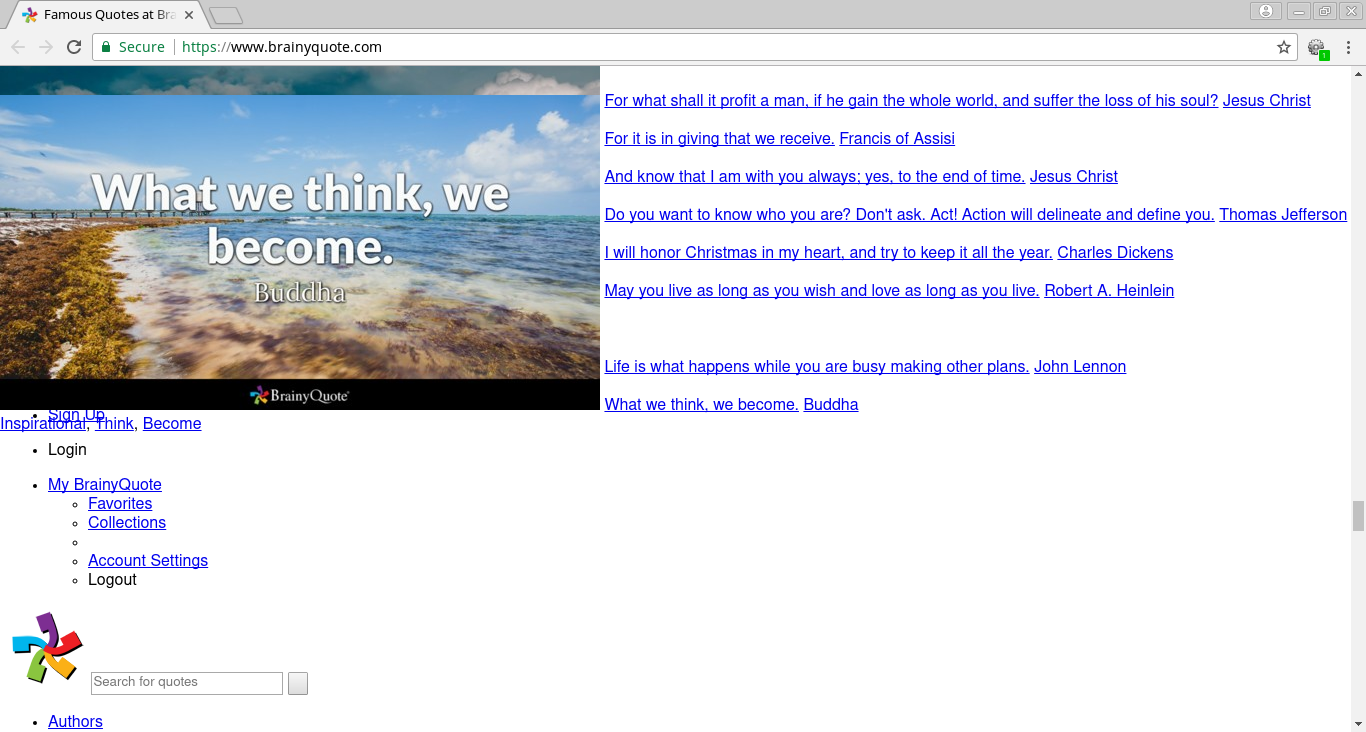 Famous Quotes at Bra
Secure https://www.brainyquote.com
What we think, we
become.
Buddha
BrainyQuote
For what shall it profit a man, if he gain the whole world, and suffer the loss of his soul? Jesus Christ
For it is in giving that we receive. Francis of Assisi
And know that I am with you always; yes, to the end of time. Jesus Christ
Do you want to know who you are? Don't ask. Act! Action will delineate and define you. Thomas Jefferson
I will honor Christmas in my heart, and try to keep it all the year. Charles Dickens
May you live as long as you wish and love as long as you live. Robert A. Heinlein
Life is what happens while you are busy making other plans. John Lennon
What we think, we become. Buddha
Sign Up
Inspirational, Think, Become
Login
My BrainyQuote
Favorites
Collections
Account Settings
Logout
Search for quotes
Authors
1